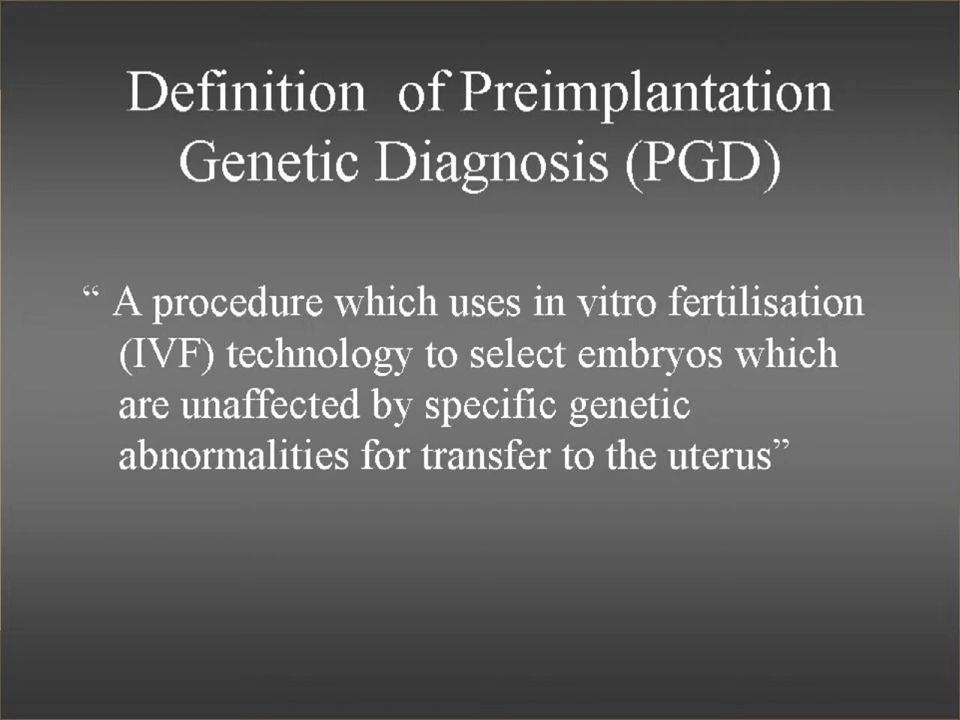 Definition of Preimplantation
Genetic Diagnosis (PGD)
“ A procedure which uses in vitro fertilisation
(IVF) technology to select embryos which
are unaffected by specific genetic
abnormalities for transfer to the uterus”